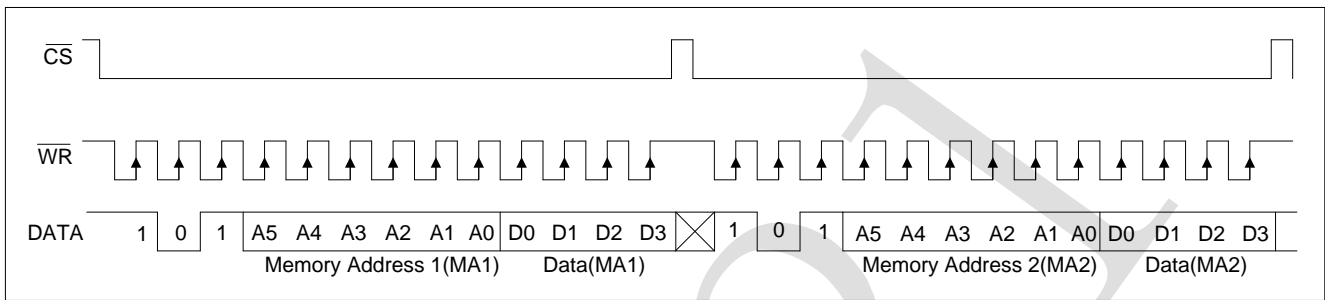 CS
WR
DATA 1 0 1 A5 A4 A3 A2 A1 A0 D0 D1 D2 D3 1 0 1 A5 A4 A3 A2 A1 A0 D0 D1 D2 D3
Memory Address 1(MA1) Data(MA1) Memory Address 2(MA2) Data(MA2)